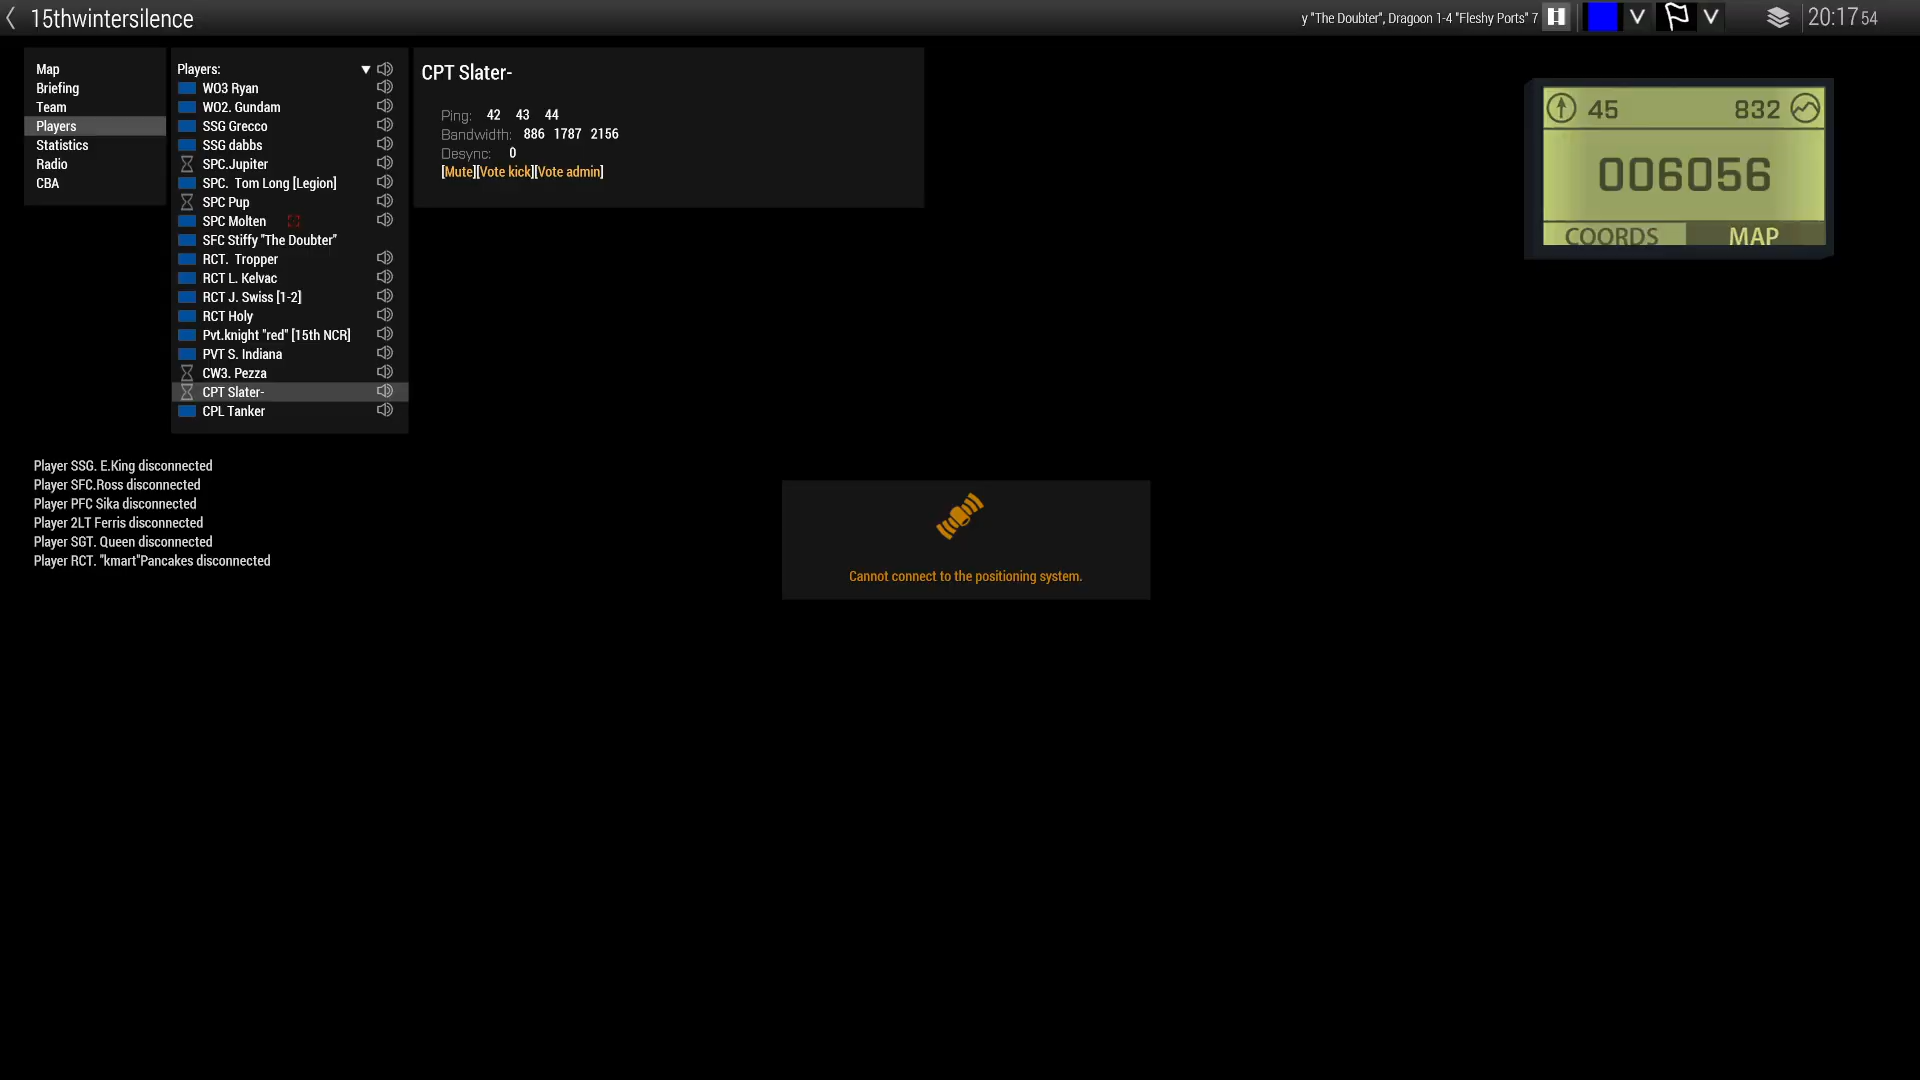 15thwintersilence
y "The Doubter", Dragoon 1-4 "Fleshy Ports" 7
V
V
20:17 54
Map
Briefing
Team
Players
Statistics
Radio
CBA
Players:
WO3 Ryan
WO2. Gundam
SSG Grecco
SSG dabbs
SPC.Jupiter
SPC.  Tom Long [Legion]
SPC Pup
SPC Molten
SFC Stiffy "The Doubter"
RCT.  Tropper
RCT L. Kelvac
RCT J. Swiss [1-2]
RCT Holy
Pvt.knight "red" [15th NCR]
PVT S. Indiana
CW3. Pezza
CPT Slater-
CPL Tanker
CPT Slater-
Ping: 42 43 44
Bandwidth: 886 1787 2156
Desync: 0
[Mute][Vote kick][Vote admin]
45 832
006056
COORDS MAP
Player SSG. E.King disconnected
Player SFC.Ross disconnected
Player PFC Sika disconnected
Player 2LT Ferris disconnected
Player SGT. Queen disconnected
Player RCT. "kmart"Pancakes disconnected
Cannot connect to the positioning system.